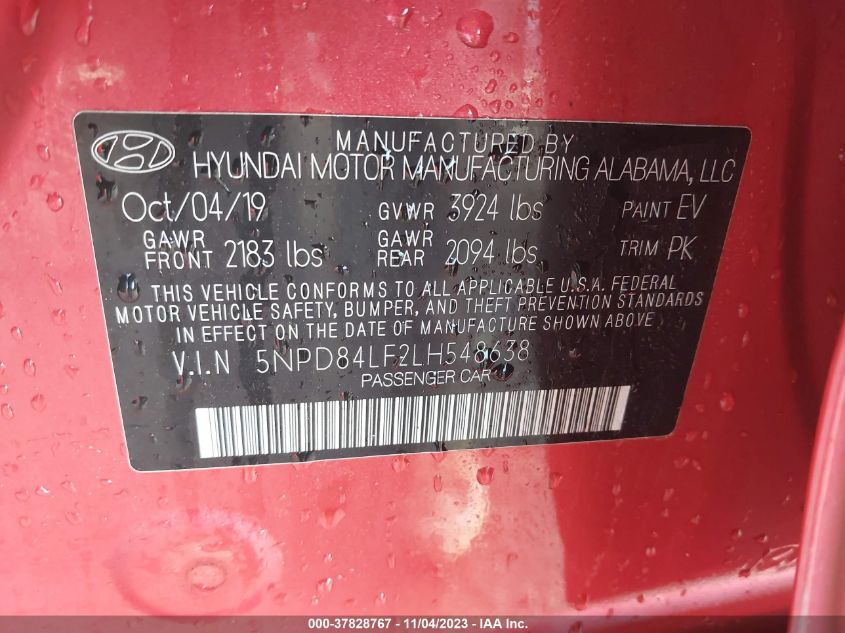 MANUFACTURED BY
HYUNDAI MOTOR MANUFACTURING ALABAMA, LLC
Oct/04/19 GVWR 3924 lbs PAINT EV
GAWR FRONT 2183 lbs GAWR REAR 2094 lbs TRIM PK
THIS VEHICLE CONFORMS TO ALL APPLICABLE U.S.A. FEDERAL
MOTOR VEHICLE SAFETY, BUMPER, AND THEFT PREVENTION STANDARDS
IN EFFECT ON THE DATE OF MANUFACTURE SHOWN ABOVE
V.I.N 5NPD84LF2LH548638
PASSENGER CAR
000-37828767 - 11/04/2023 - IAA Inc.